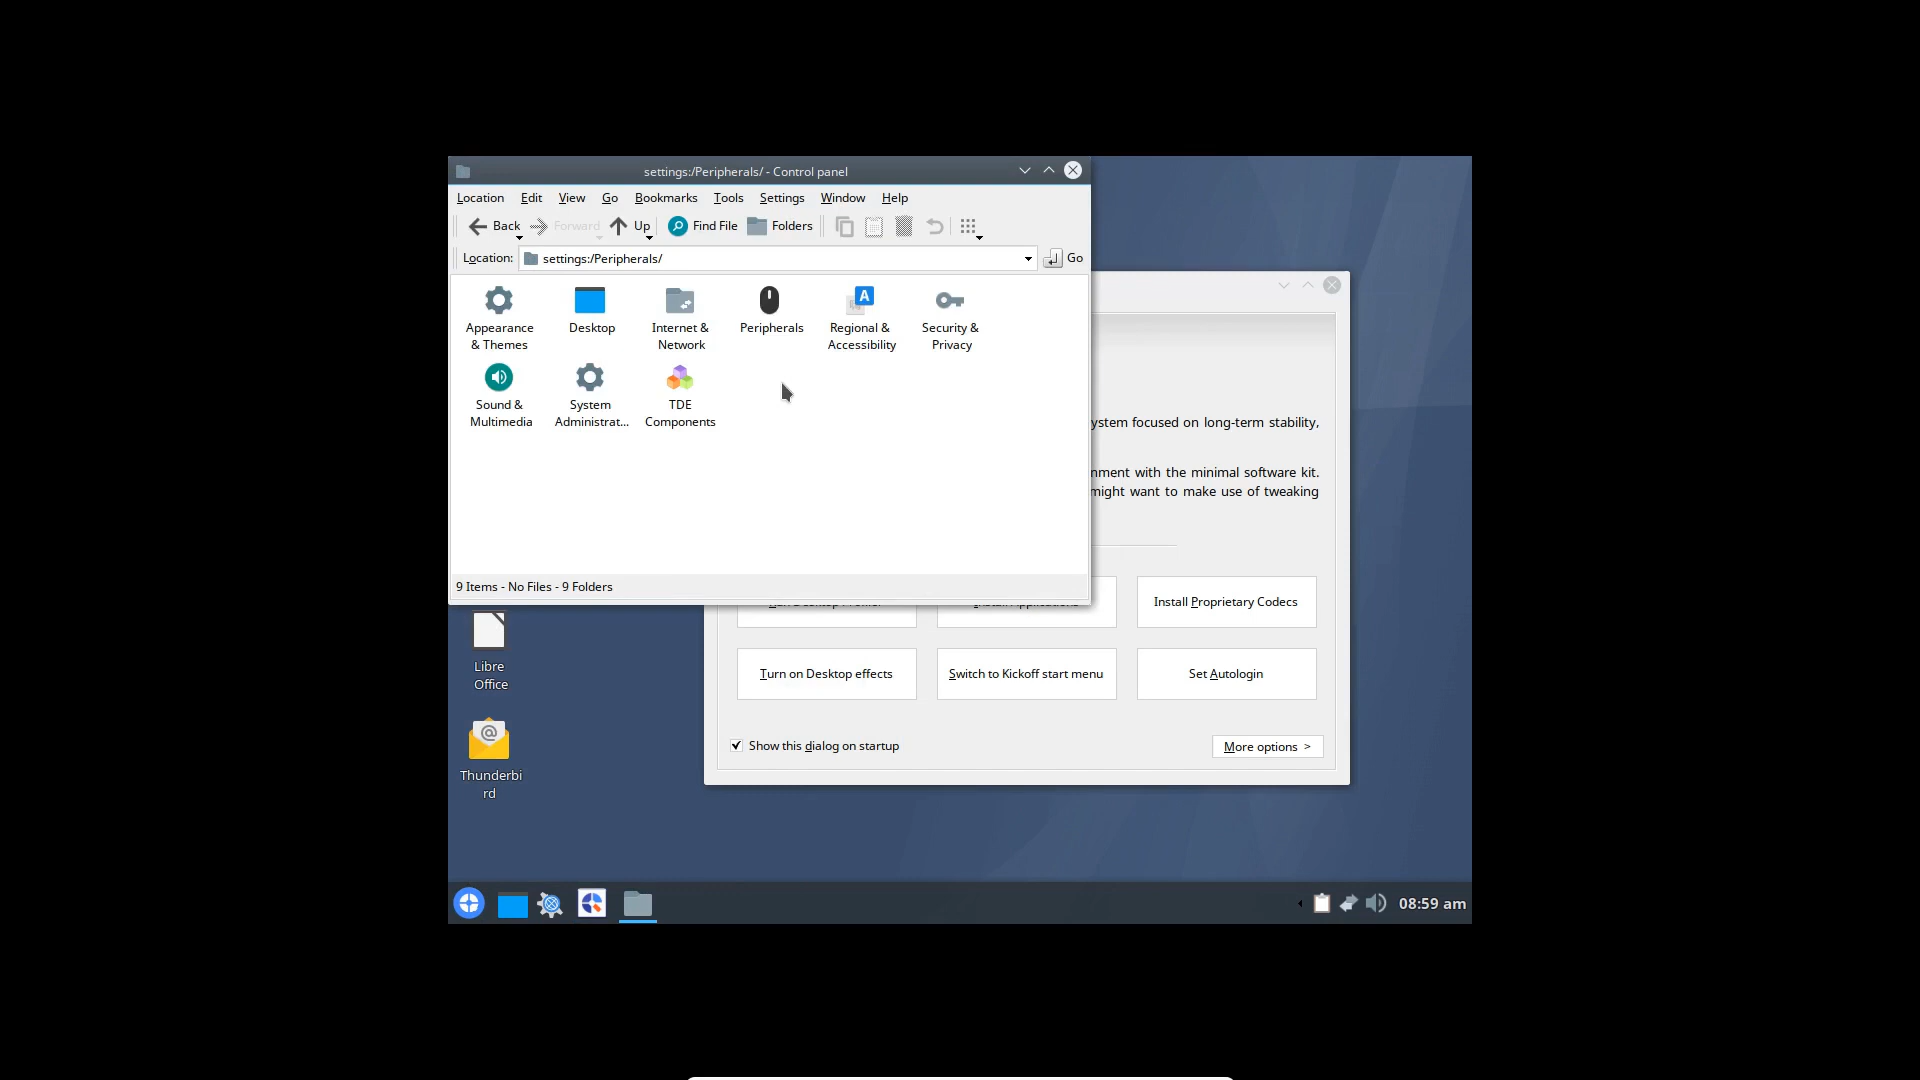 settings:/Peripherals/ - Control panel
Location Edit View Go Bookmarks Tools Settings Window Help
Back Forward Up Find File Folders
Location: settings:/Peripherals/ Go
Appearance & Themes
Desktop
Internet & Network
Peripherals
Regional & Accessibility
Security & Privacy
Sound & Multimedia
System Administrat...
TDE Components
9 Items - No Files - 9 Folders
ystem focused on long-term stability,
nment with the minimal software kit.
might want to make use of tweaking
Install Applications
Install Proprietary Codecs
Turn on Desktop effects
Switch to Kickoff start menu
Set Autologin
Show this dialog on startup
More options >
Libre
Office
Thunderbi
rd
08:59 am